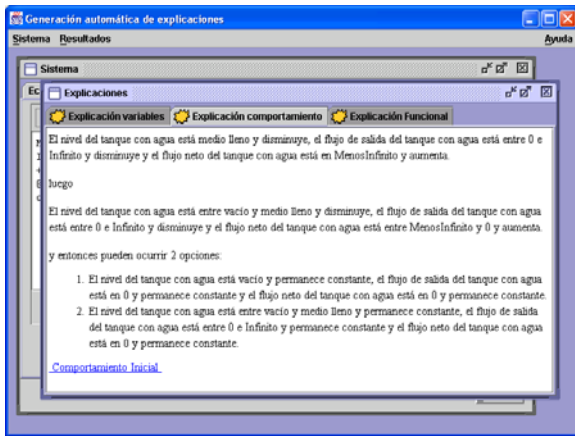 Generación automática de explicaciones
Sistema Resultados Ayuda
Sistema
Ec
Explicaciones
Explicación variables Explicación comportamiento Explicación Funcional
El nivel del tanque con agua está medio lleno y disminuye, el flujo de salida del tanque con agua está entre 0 e
Infinito y disminuye y el flujo neto del tanque con agua está en MenosInfinito y aumenta.
luego
El nivel del tanque con agua está entre vacío y medio lleno y disminuye, el flujo de salida del tanque con agua
está entre 0 e Infinito y disminuye y el flujo neto del tanque con agua está entre MenosInfinito y 0 y aumenta.
y entonces pueden ocurrir 2 opciones:
1. El nivel del tanque con agua está vacío y permanece constante, el flujo de salida del tanque con agua
está en 0 y permanece constante y el flujo neto del tanque con agua está en 0 y permanece constante.
2. El nivel del tanque con agua está entre vacío y medio lleno y permanece constante, el flujo de salida
del tanque con agua está entre 0 e Infinito y permanece constante y el flujo neto del tanque con agua
está en 0 y permanece constante.
Comportamiento Inicial